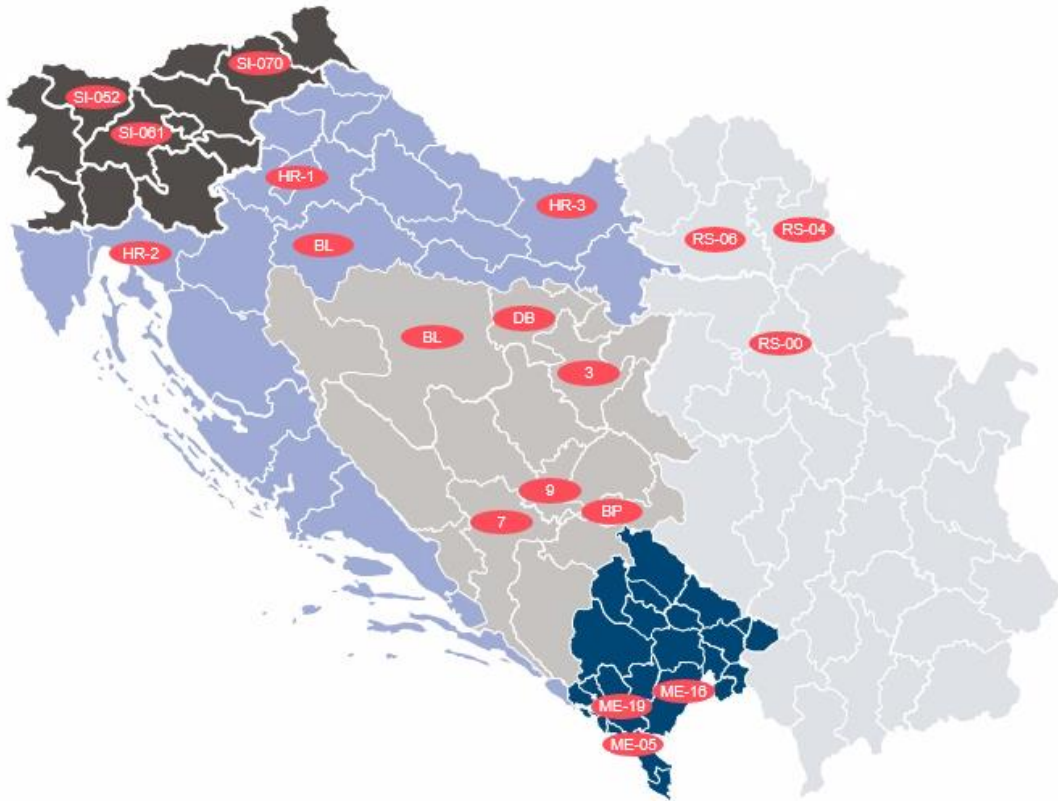 SI-070
SI-052
SI-061
HR-1
HR-3
RS-04
RS-06
BL
HR-2
DB
BL
RS-00
3
9
BP
7
ME-16
ME-19
ME-05